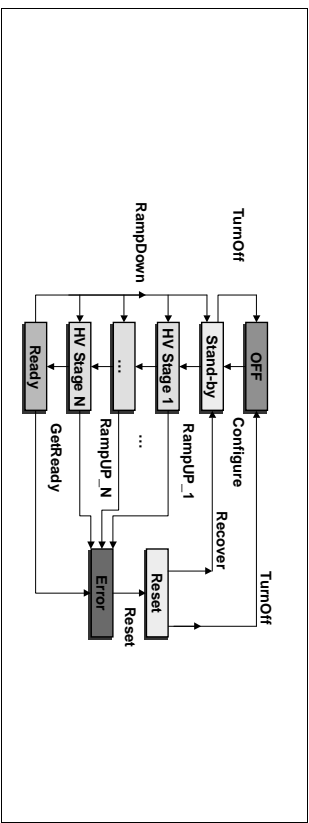 TurnOff
TurnOff
OFF
Configure
Stand-by
Recover
RampUP_1
HV Stage 1
Reset
...
...
RampDown
RampUP_N
HV Stage N
Reset
Error
GetReady
Ready